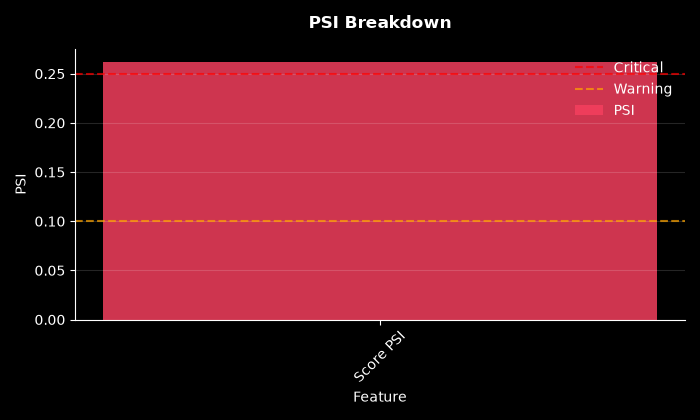 PSI Breakdown
Critical
Warning
PSI
0.25
0.20
0.15
0.10
0.05
0.00
PSI
Score PSI
Feature